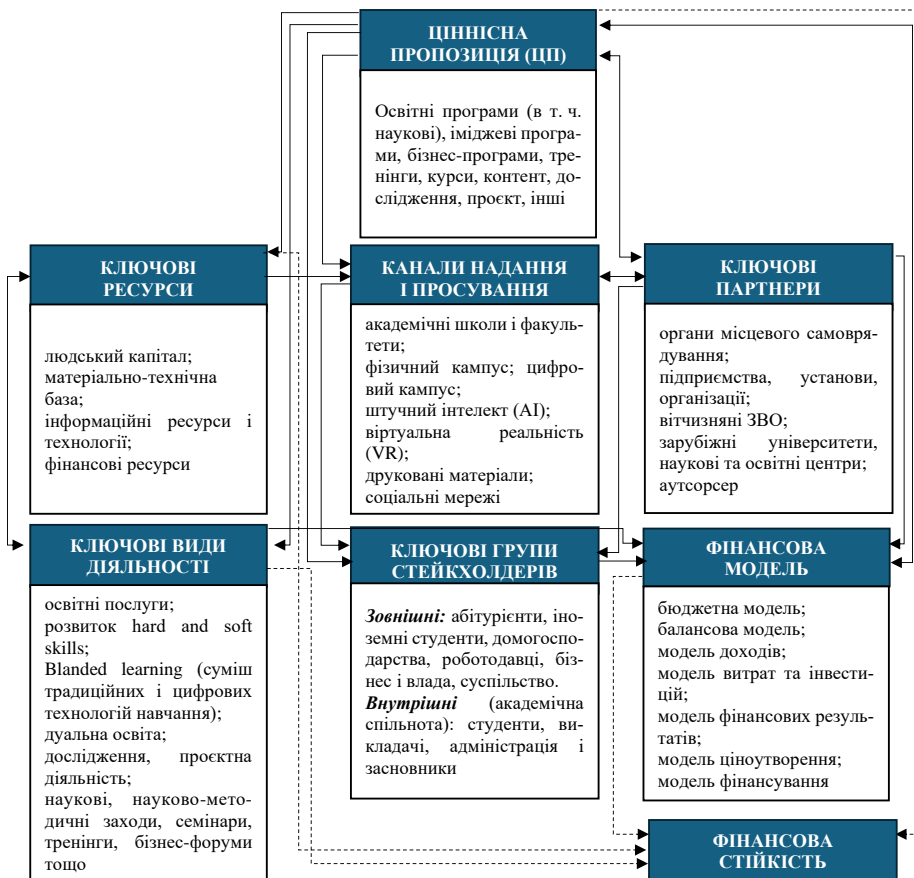 ЦІННІСНА
ПРОПОЗИЦІЯ (ЦП)
Освітні програми (в т. ч.
наукові), іміджеві програ-
ми, бізнес-програми, тре-
нінги, курси, контент, до-
слідження, проєкт, інші
КЛЮЧОВІ
РЕСУРСИ
людський капітал;
матеріально-технічна
база;
інформаційні ресурси і
технології;
фінансові ресурси
КАНАЛИ НАДАННЯ
І ПРОСУВАННЯ
академічні школи і факуль-
тети;
фізичний кампус; цифро-
вий кампус;
штучний інтелект (AI);
віртуальна реальність
(VR);
друковані матеріали;
соціальні мережі
КЛЮЧОВІ
ПАРТНЕРИ
органи місцевого самовря-
дування;
підприємства, установи,
організації;
вітчизняні ЗВО;
зарубіжні університети,
наукові та освітні центри;
аутсорсер
КЛЮЧОВІ ВИДИ
ДІЯЛЬНОСТІ
освітні послуги;
розвиток hard and soft
skills;
Blanded learning (суміш
традиційних і цифрових
технологій навчання);
дуальна освіта;
дослідження, проєктна
діяльність;
наукові, науково-мето-
дичні заходи, семінари,
тренінги, бізнес-форуми
тощо
КЛЮЧОВІ ГРУПИ
СТЕЙКХОЛДЕРІВ
Зовнішні: абітурієнти, іно-
земні студенти, домогоспо-
дарства, роботодавці, біз-
нес і влада, суспільство.
Внутрішні (академічна
спільнота): студенти, ви-
кладачі, адміністрація і
засновники
ФІНАНСОВА
МОДЕЛЬ
бюджетна модель;
балансова модель;
модель доходів;
модель витрат та інвести-
цій;
модель фінансових резуль-
татів;
модель ціноутворення;
модель фінансування
ФІНАНСОВА
СТІЙКІСТЬ